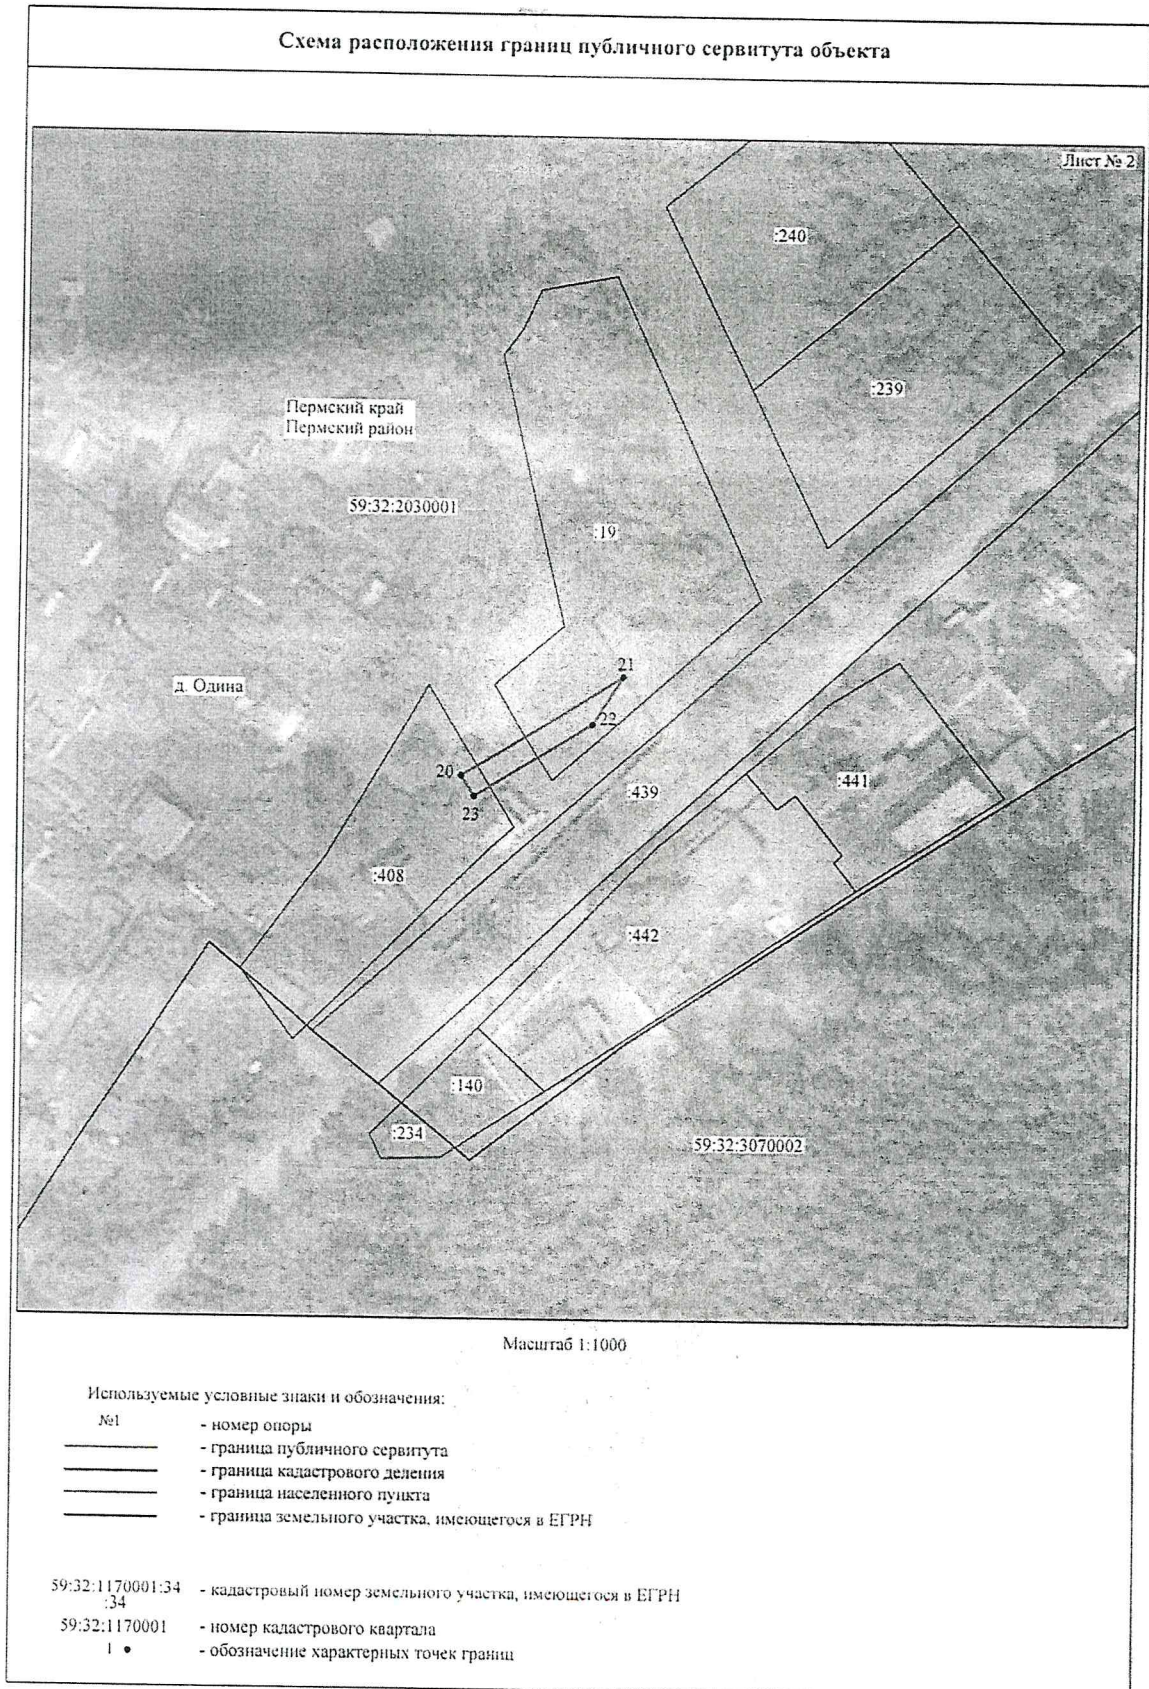 Схема расположения границ публичного сервитута объекта
Лист № 2
:240
:239
Пермский край
Пермский район
59:32:2030001
:19
21
д. Одина
22
20
23
:439
:441
:408
:442
:140
:234
59:32:3070002
Масштаб 1:1000
Используемые условные знаки и обозначения:
№1 - номер опоры
- граница публичного сервитута
- граница кадастрового деления
- граница населенного пункта
- граница земельного участка, имеющегося в ЕГРН
59:32:1170001:34 - кадастровый номер земельного участка, имеющегося в ЕГРН
:34
59:32:1170001 - номер кадастрового квартала
1 ● - обозначение характерных точек границ